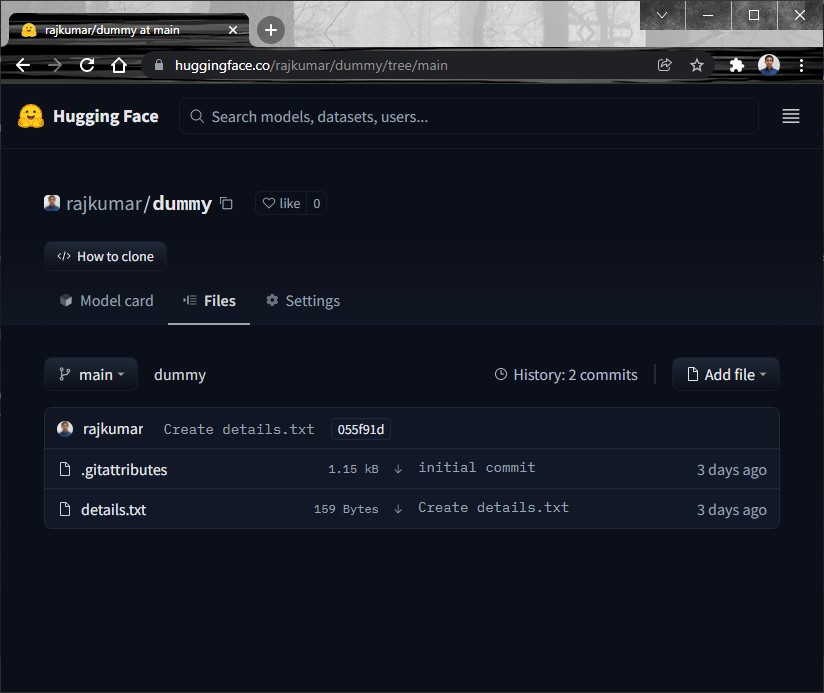 rajkumar/dummy at main
huggingface.co/rajkumar/dummy/tree/main
Hugging Face
Search models, datasets, users...
rajkumar/dummy
like 0
</> How to clone
Model card Files Settings
main dummy History: 2 commits Add file
rajkumar Create details.txt 055f91d
.gitattributes 1.15 kB ↓ initial commit 3 days ago
details.txt 159 Bytes ↓ Create details.txt 3 days ago